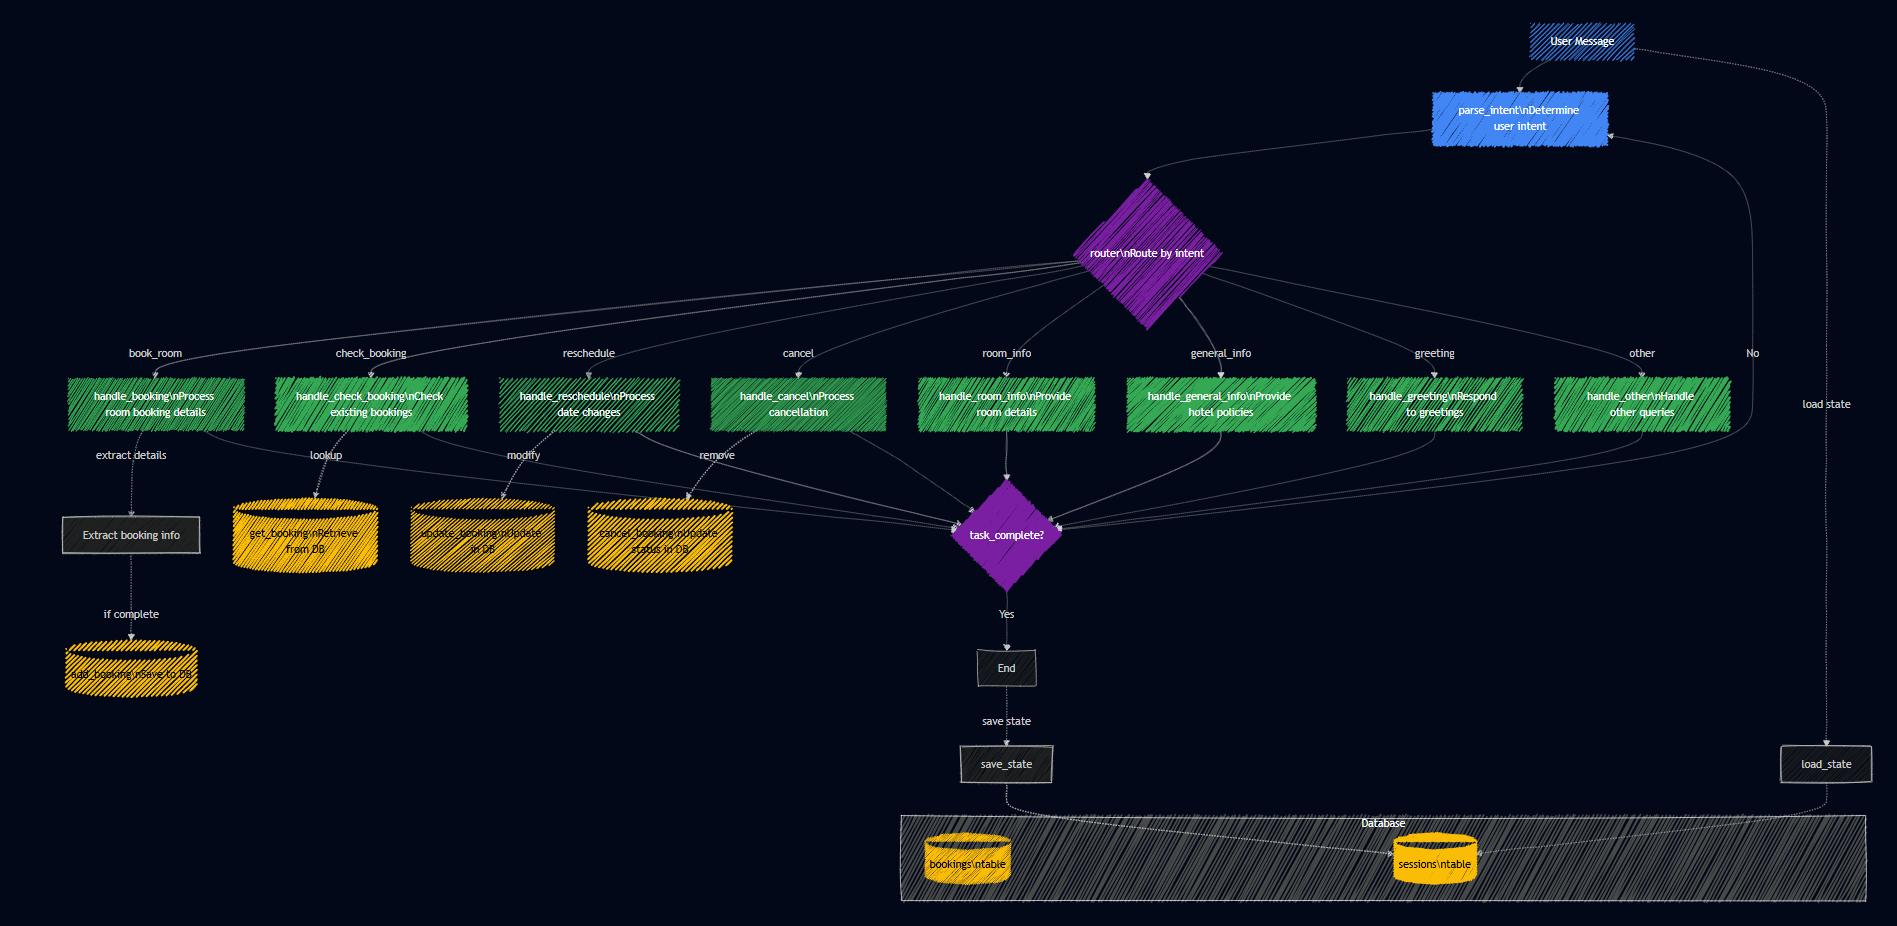 User Message
parse_intent\nDetermine
user intent
router\nRoute by intent
book_room
check_booking
reschedule
cancel
room_info
general_info
greeting
other
No
handle_booking\nProcess
room booking details
handle_check_booking\nCheck
existing bookings
handle_reschedule\nProcess
date changes
handle_cancel\nProcess
cancellation
handle_room_info\nProvide
room details
handle_general_info\nProvide
hotel policies
handle_greeting\nRespond
to greetings
handle_other\nHandle
other queries
load state
extract details
lookup
modify
remove
Extract booking info
get_booking\nRetrieve
from DB
update_booking\nUpdate
in DB
cancel_booking\nUpdate
status in DB
task_complete?
if complete
Yes
add_booking\nSave to DB
End
save state
save_state
load_state
Database
bookings\ntable
sessions\ntable